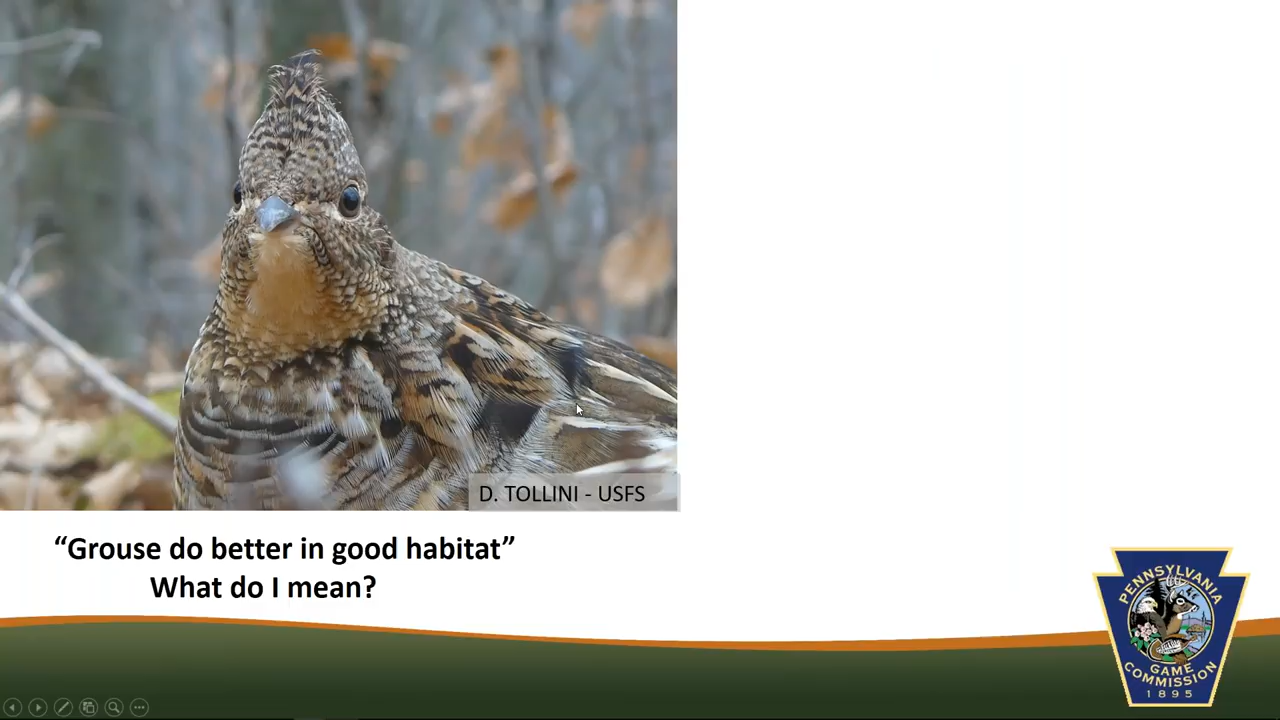 D. TOLLINI - USFS
“Grouse do better in good habitat”
What do I mean?
PENNSYLVANIA
GAME
COMMISSION
1895